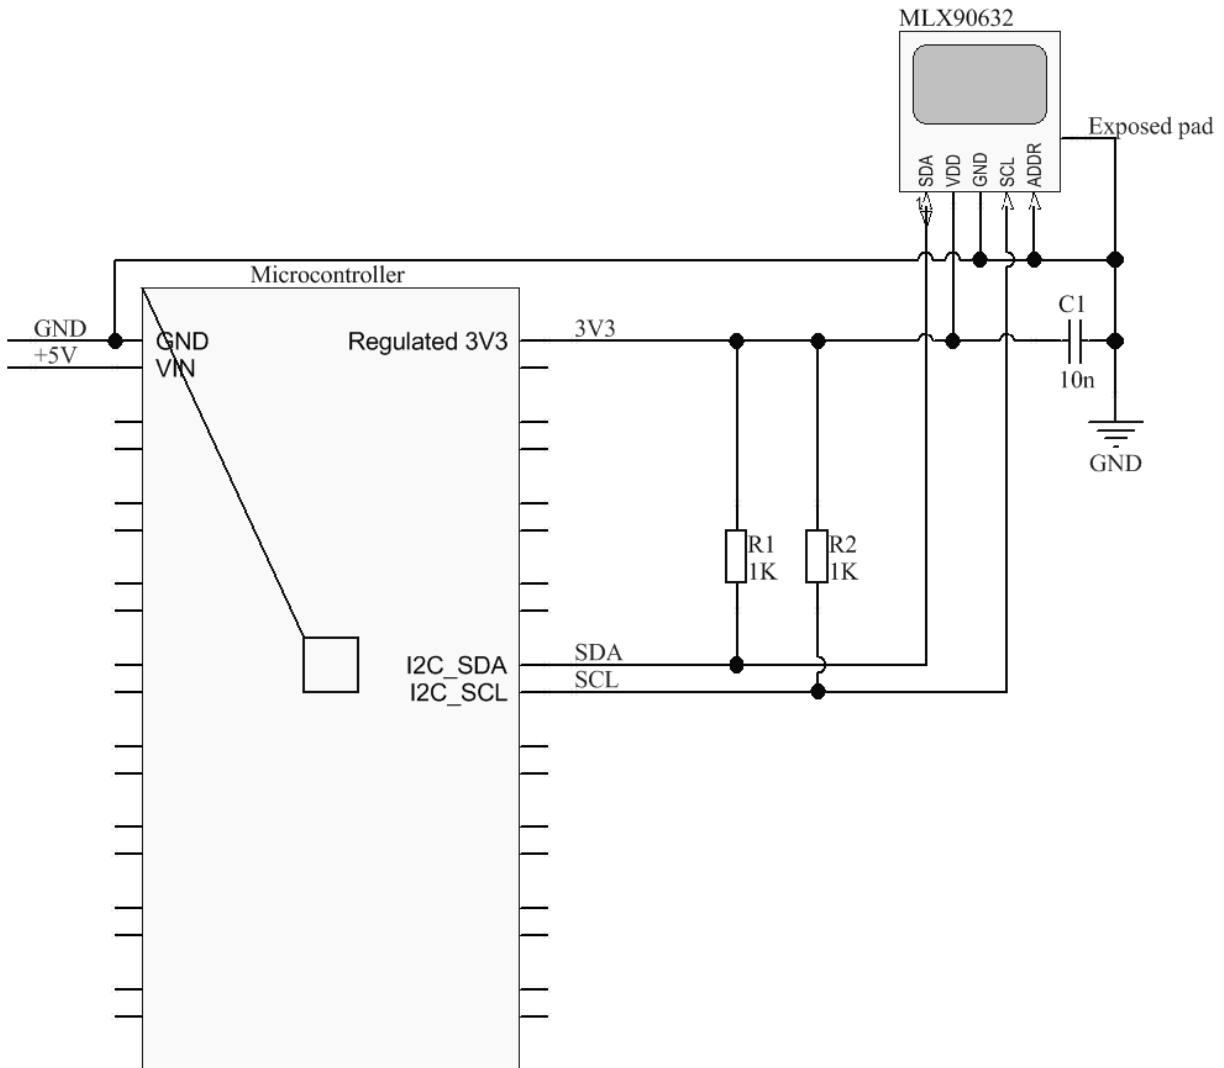 MLX90632
Exposed pad
SDA
VDD
GND
SCL
ADDR
1
Microcontroller
GND
GND
Regulated 3V3
3V3
C1
+5V
VIN
10n
GND
R1
1K
R2
1K
I2C_SDA
SDA
I2C_SCL
SCL